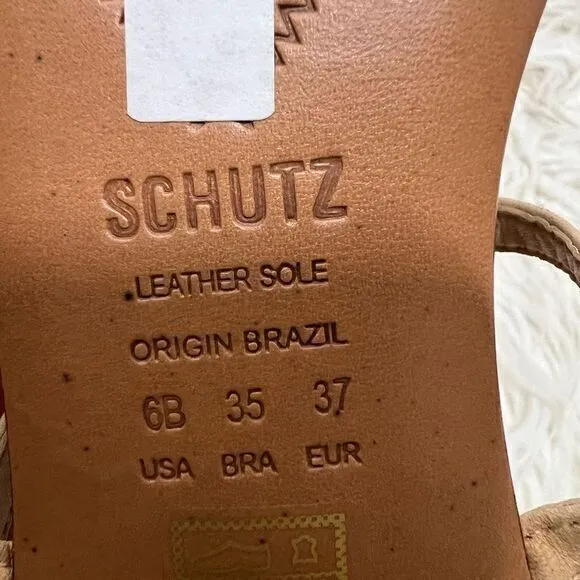 SCHUTZ
LEATHER SOLE
ORIGIN BRAZIL
6B 35 37
USA BRA EUR